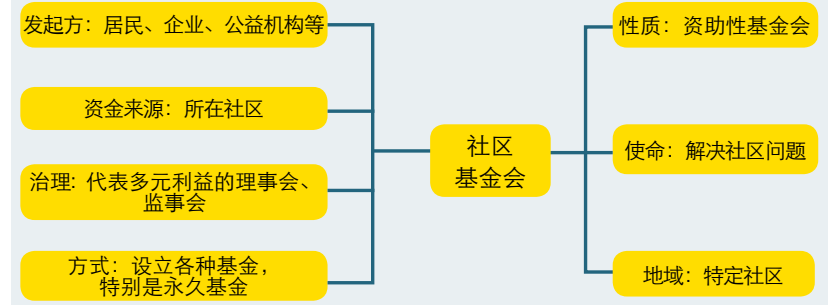 发起方：居民、企业、公益机构等
资金来源：所在社区
治理：代表多元利益的理事会、
监事会
方式：设立各种基金，
特别是永久基金
社区
基金会
性质：资助性基金会
使命：解决社区问题
地域：特定社区